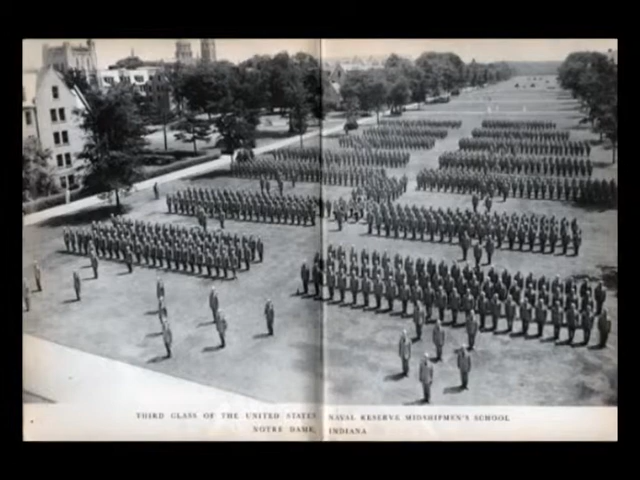 THIRD CLASS OF THE UNITED STATES NAVAL RESERVE MIDSHIPMEN'S SCHOOL
NOTRE DAME, INDIANA